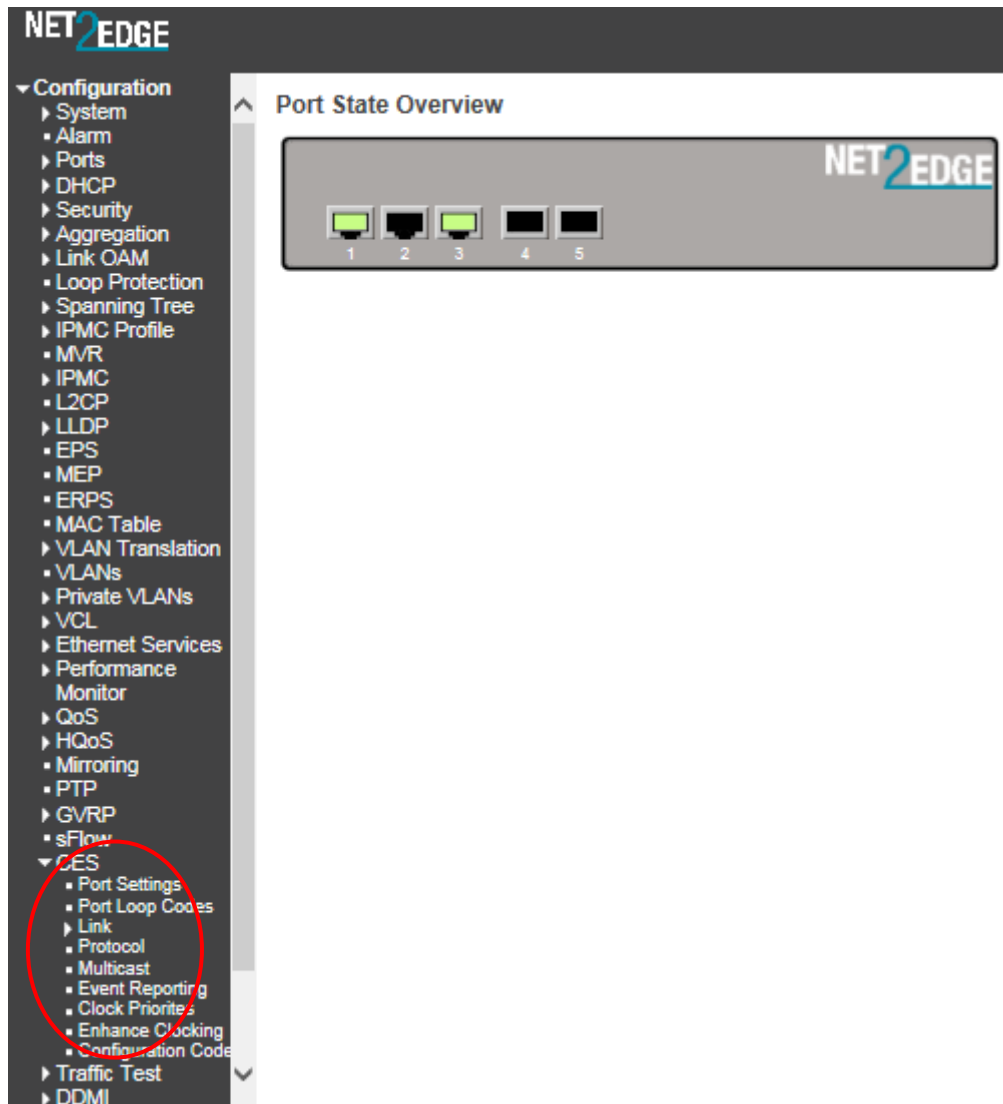 NET2EDGE
Configuration
System
Alarm
Ports
DHCP
Security
Aggregation
Link OAM
Loop Protection
Spanning Tree
IPMC Profile
MVR
IPMC
L2CP
LLDP
EPS
MEP
ERPS
MAC Table
VLAN Translation
VLANs
Private VLANs
VCL
Ethernet Services
Performance
Monitor
QoS
HQoS
Mirroring
PTP
GVRP
sFlow
CES
Port Settings
Port Loop Codes
Link
Protocol
Multicast
Event Reporting
Clock Priorites
Enhance Clocking
Configuration Code
Traffic Test
DDMI
Port State Overview
NET2EDGE
1 2 3 4 5